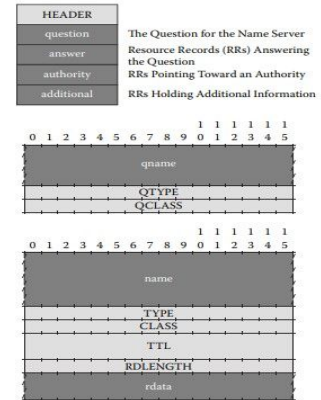 HEADER
question The Question for the Name Server
answer Resource Records (RRs) Answering
the Question
authority RRs Pointing Toward an Authority
additional RRs Holding Additional Information
1 1 1 1 1 1
0 1 2 3 4 5 6 7 8 9 0 1 2 3 4 5
qname
QTYPE
QCLASS
1 1 1 1 1 1
0 1 2 3 4 5 6 7 8 9 0 1 2 3 4 5
name
TYPE
CLASS
TTL
RDLENGTH
rdata